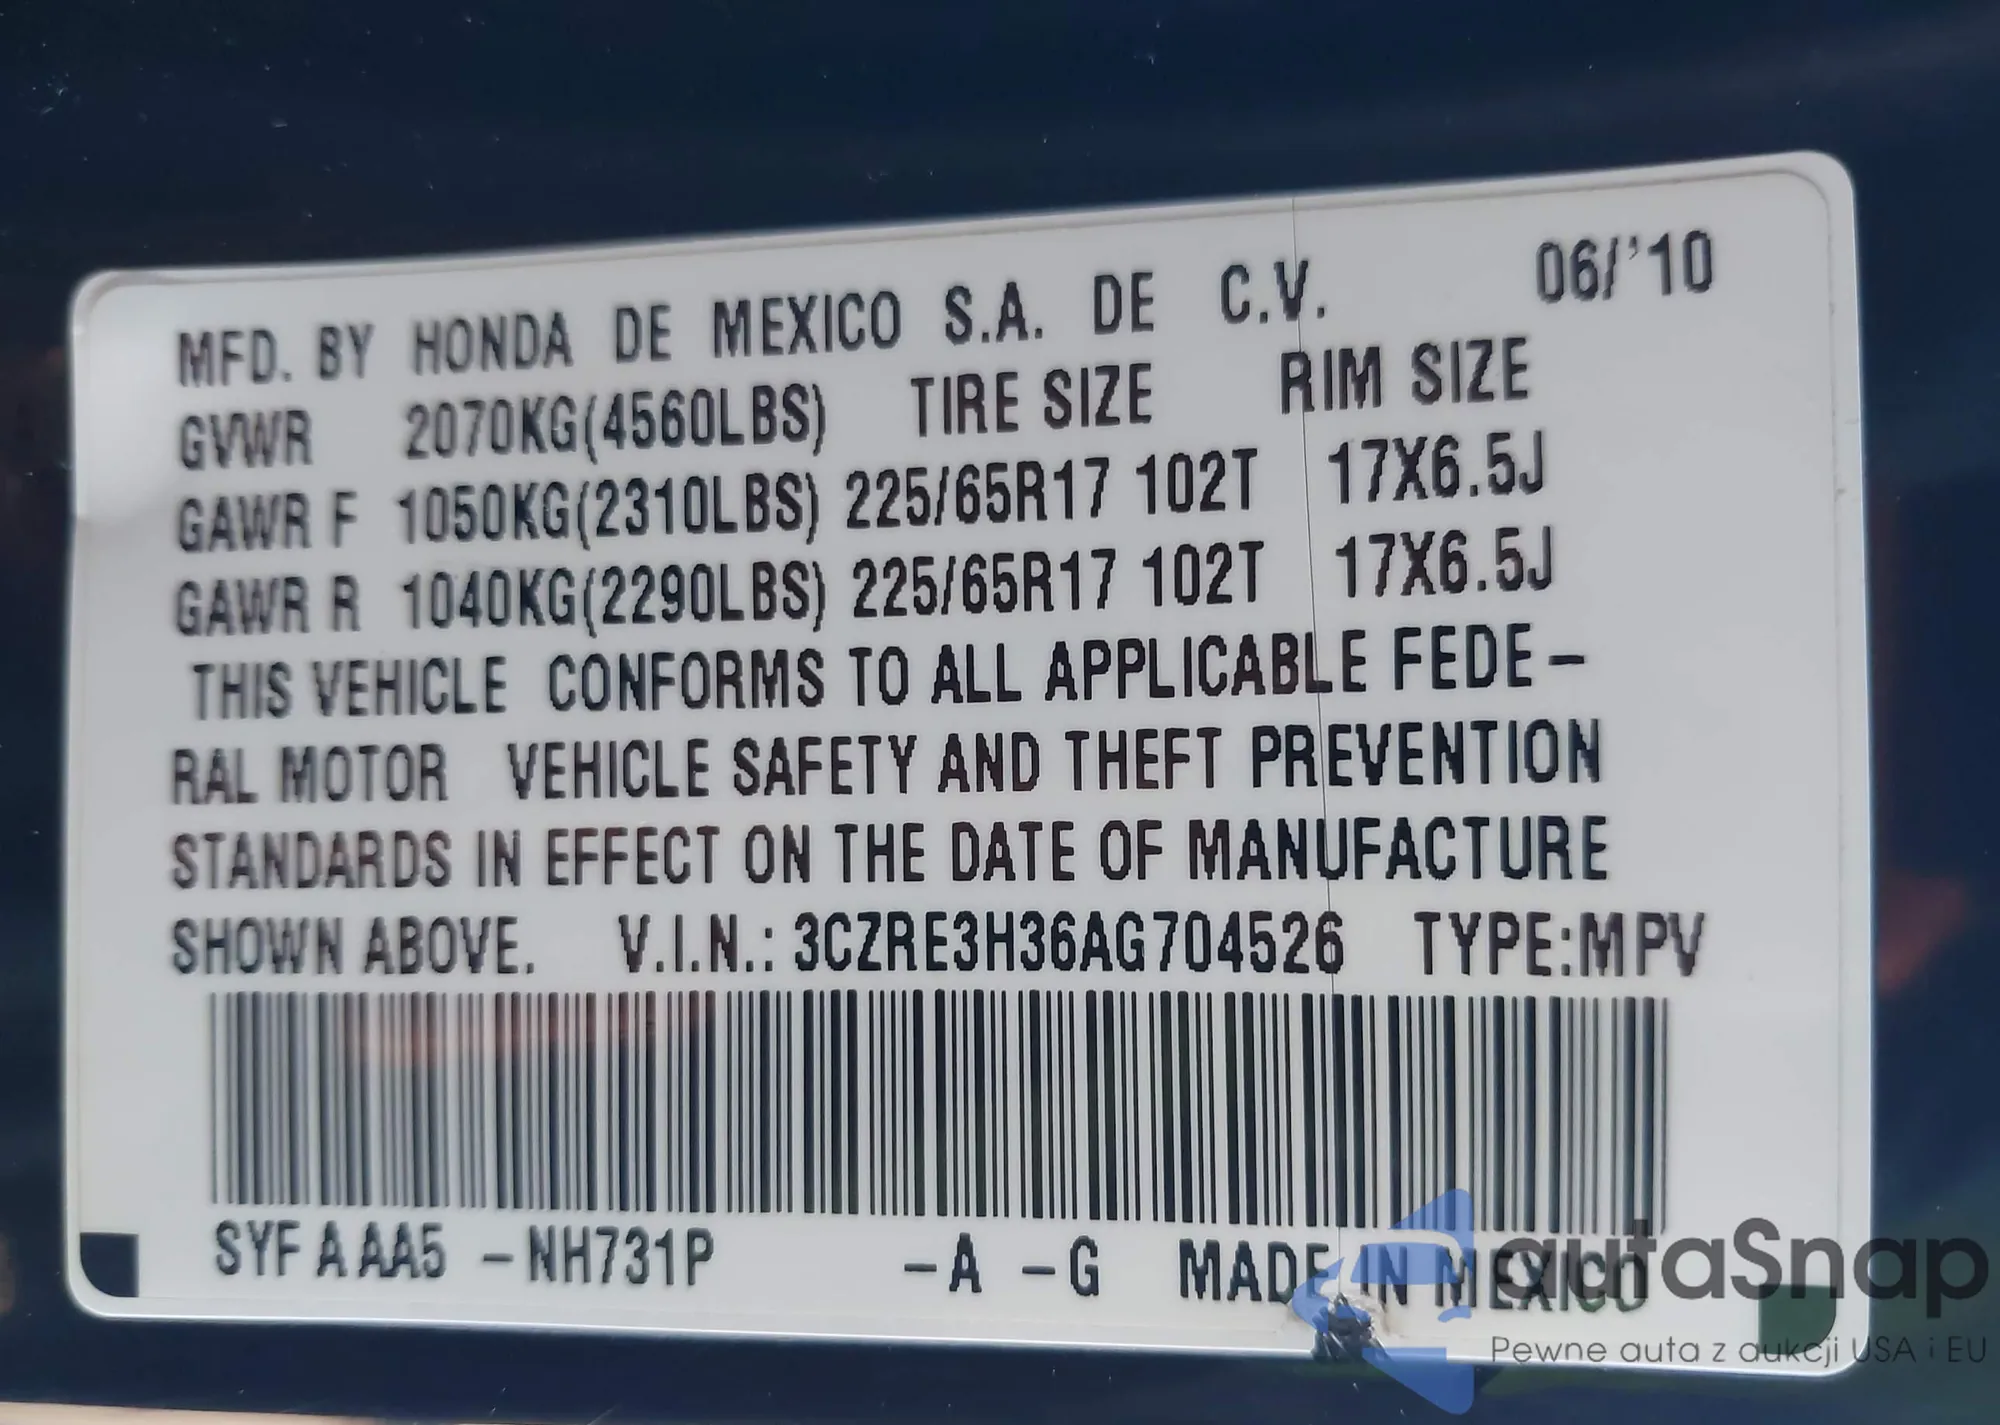 MFD. BY HONDA DE MEXICO S.A. DE C.V. 06/'10
GVWR 2070KG(4560LBS) TIRE SIZE RIM SIZE
GAWR F 1050KG(2310LBS) 225/65R17 102T 17X6.5J
GAWR R 1040KG(2290LBS) 225/65R17 102T 17X6.5J
THIS VEHICLE CONFORMS TO ALL APPLICABLE FEDE-
RAL MOTOR VEHICLE SAFETY AND THEFT PREVENTION
STANDARDS IN EFFECT ON THE DATE OF MANUFACTURE
SHOWN ABOVE. V.I.N.: 3CZRE3H36AG704526 TYPE:MPV
SYFAAA5 -NH731P -A -G MADE IN MEXICO
autaSnap
Pewne auta z aukcji USA i EU